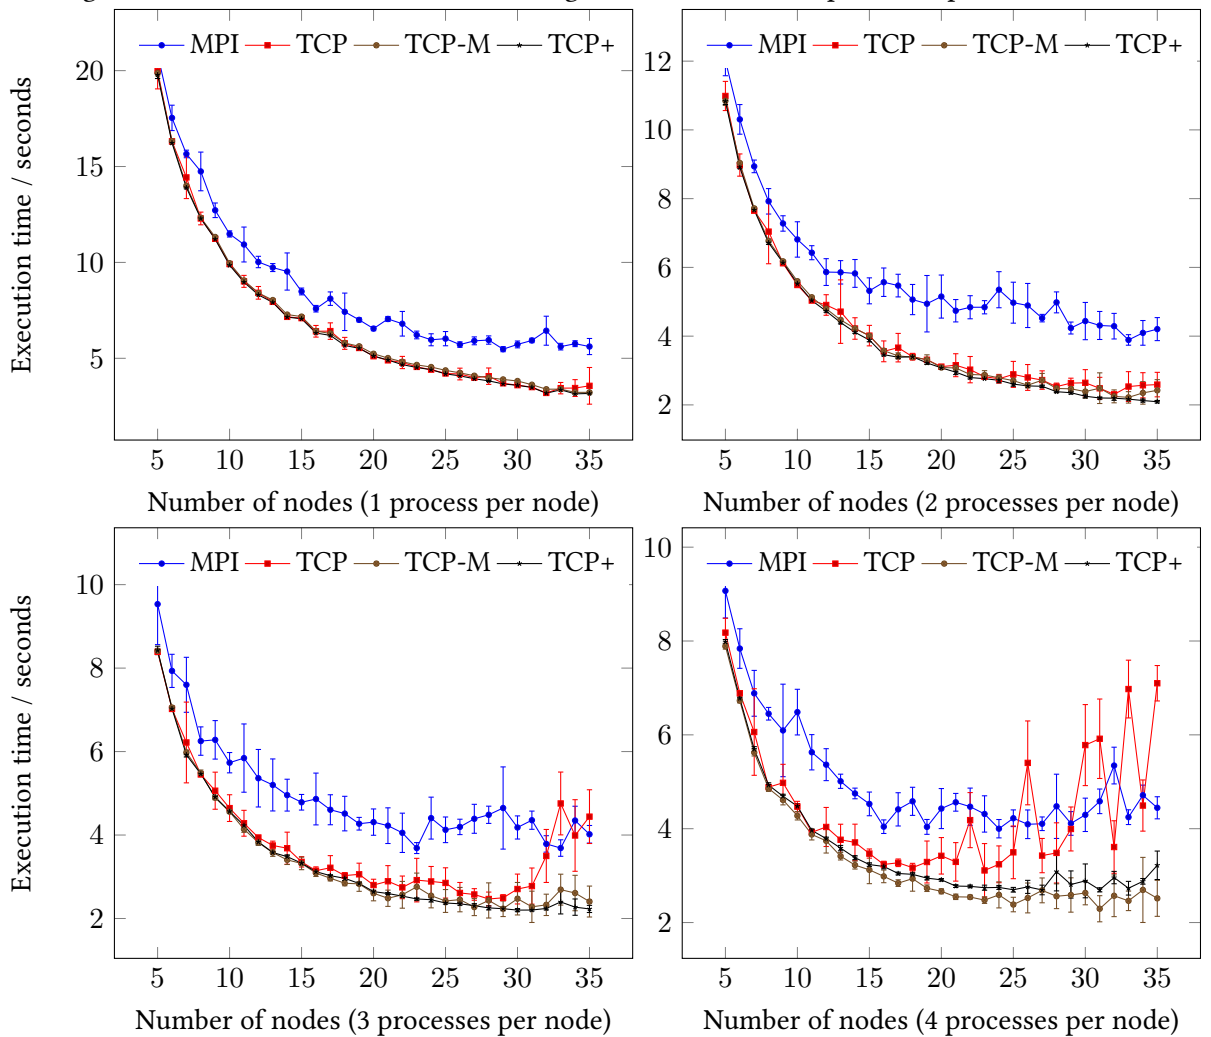 MPI TCP TCP-M TCP+
20
15
10
5
Execution time / seconds
5 10 15 20 25 30 35
Number of nodes (1 process per node)
MPI TCP TCP-M TCP+
12
10
8
6
4
2
5 10 15 20 25 30 35
Number of nodes (2 processes per node)
MPI TCP TCP-M TCP+
10
8
6
4
2
Execution time / seconds
5 10 15 20 25 30 35
Number of nodes (3 processes per node)
MPI TCP TCP-M TCP+
10
8
6
4
2
5 10 15 20 25 30 35
Number of nodes (4 processes per node)